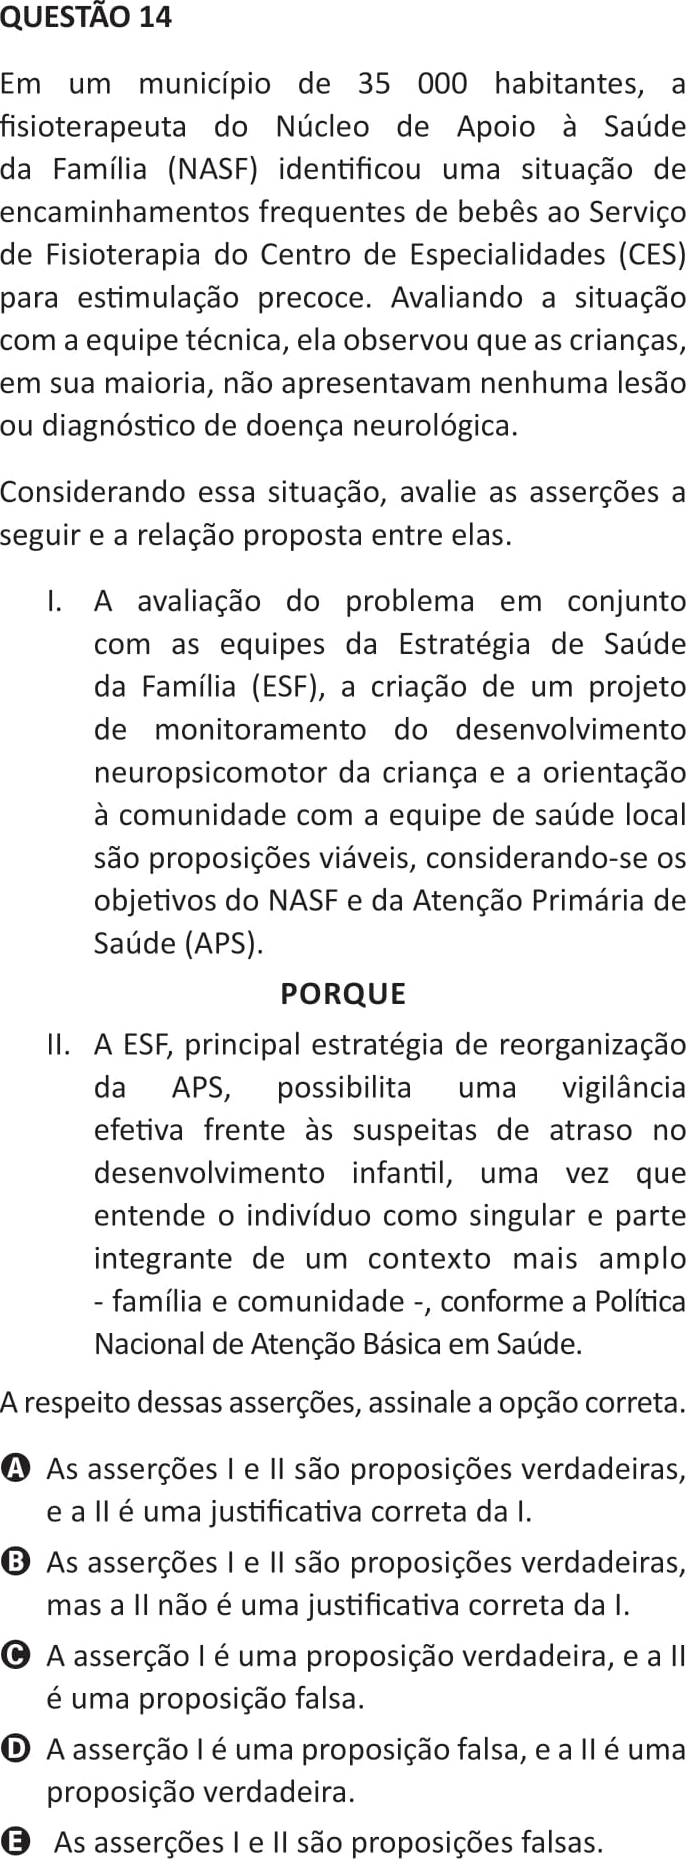 QUESTÃO 14
Em um município de 35 000 habitantes, a
fisioterapeuta do Núcleo de Apoio à Saúde
da Família (NASF) identificou uma situação de
encaminhamentos frequentes de bebês ao Serviço
de Fisioterapia do Centro de Especialidades (CES)
para estimulação precoce. Avaliando a situação
com a equipe técnica, ela observou que as crianças,
em sua maioria, não apresentavam nenhuma lesão
ou diagnóstico de doença neurológica.
Considerando essa situação, avalie as asserções a
seguir e a relação proposta entre elas.
I. A avaliação do problema em conjunto
com as equipes da Estratégia de Saúde
da Família (ESF), a criação de um projeto
de monitoramento do desenvolvimento
neuropsicomotor da criança e a orientação
à comunidade com a equipe de saúde local
são proposições viáveis, considerando-se os
objetivos do NASF e da Atenção Primária de
Saúde (APS).
PORQUE
II. A ESF, principal estratégia de reorganização
da APS, possibilita uma vigilância
efetiva frente às suspeitas de atraso no
desenvolvimento infantil, uma vez que
entende o indivíduo como singular e parte
integrante de um contexto mais amplo
- família e comunidade -, conforme a Política
Nacional de Atenção Básica em Saúde.
A respeito dessas asserções, assinale a opção correta.
A As asserções I e II são proposições verdadeiras,
e a II é uma justificativa correta da I.
B As asserções I e II são proposições verdadeiras,
mas a II não é uma justificativa correta da I.
C A asserção I é uma proposição verdadeira, e a II
é uma proposição falsa.
D A asserção I é uma proposição falsa, e a II é uma
proposição verdadeira.
E As asserções I e II são proposições falsas.